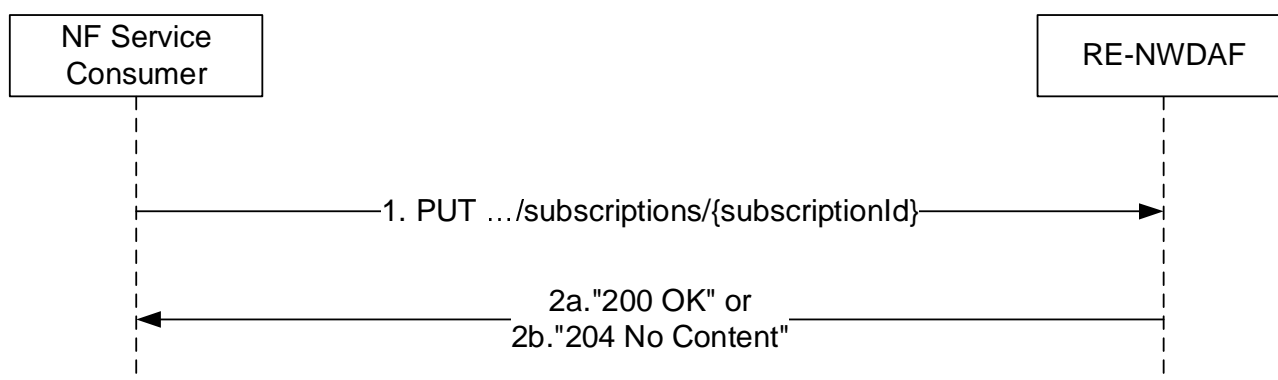 NF Service
Consumer
RE-NWDAF
1. PUT …/subscriptions/{subscriptionId}
2a."200 OK" or
2b."204 No Content"